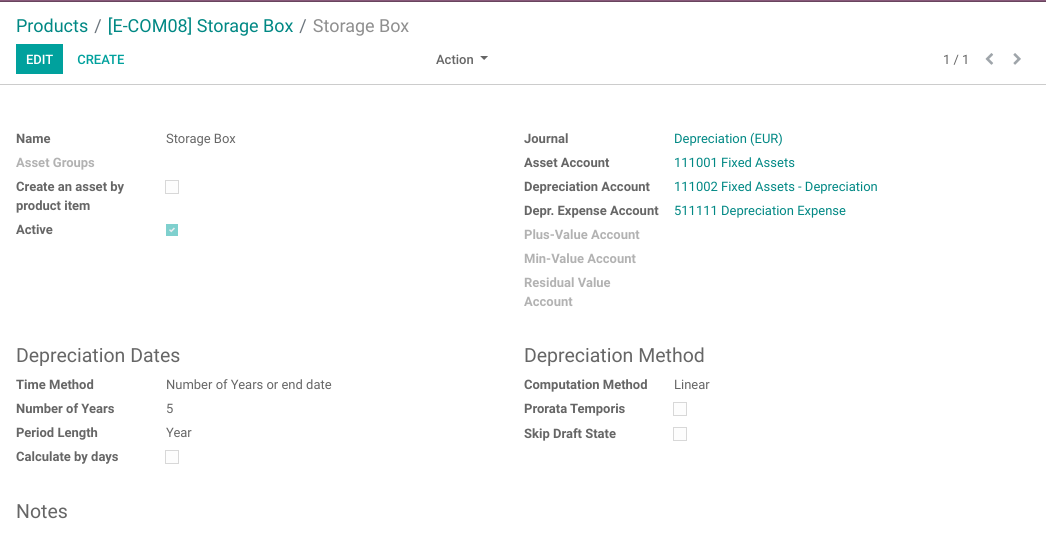 Products / [E-COM08] Storage Box / Storage Box
EDIT CREATE Action 1 / 1
Name Storage Box
Asset Groups
Create an asset by
product item
Active
Journal Depreciation (EUR)
Asset Account 111001 Fixed Assets
Depreciation Account 111002 Fixed Assets - Depreciation
Depr. Expense Account 511111 Depreciation Expense
Plus-Value Account
Min-Value Account
Residual Value
Account
Depreciation Dates
Time Method Number of Years or end date
Number of Years 5
Period Length Year
Calculate by days
Depreciation Method
Computation Method Linear
Prorata Temporis
Skip Draft State
Notes